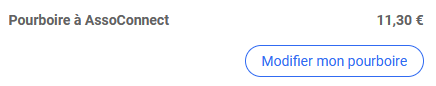 Pourboire à AssoConnect 11,30 €
Modifier mon pourboire